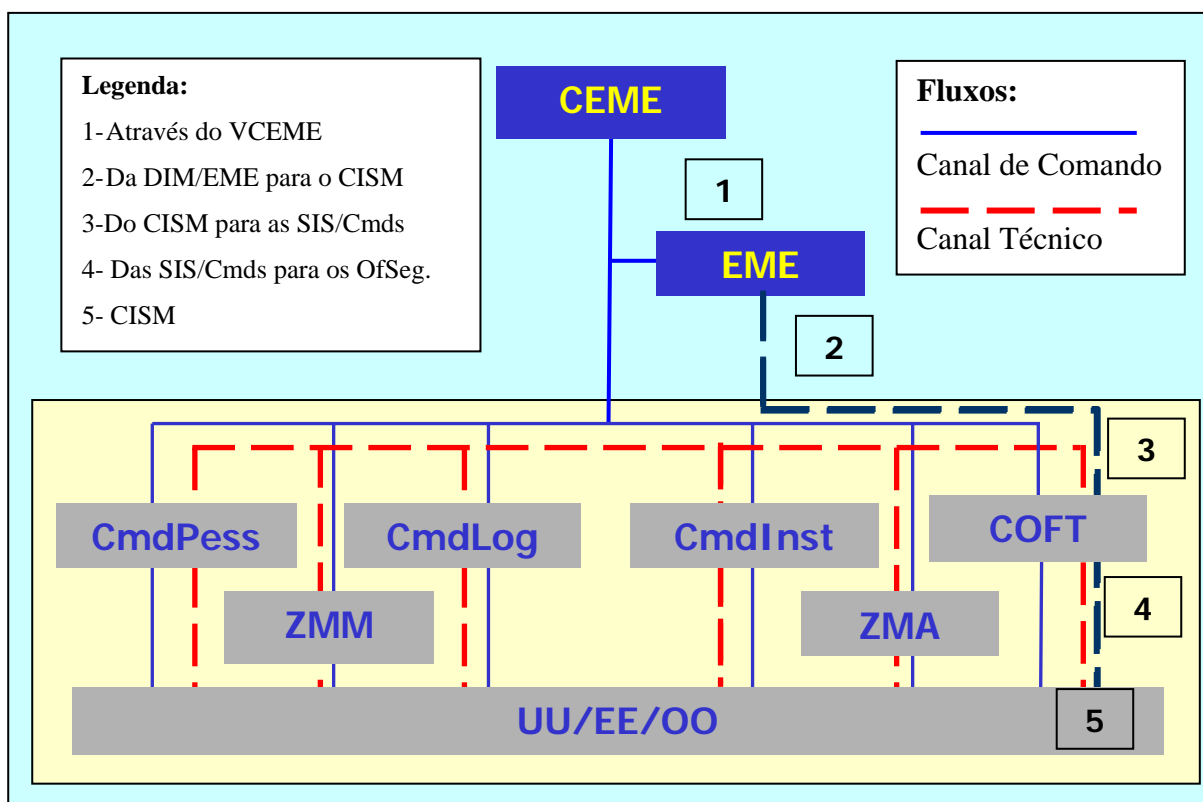 Legenda:
1-Através do VCEME
2-Da DIM/EME para o CISM
3-Do CISM para as SIS/Cmds
4- Das SIS/Cmds para os OfSeg.
5- CISM
CEME
1
EME
2
Fluxos:
Canal de Comando
Canal Técnico
3
CmdPess
CmdLog
CmdInst
COFT
ZMM
ZMA
4
UU/EE/OO
5